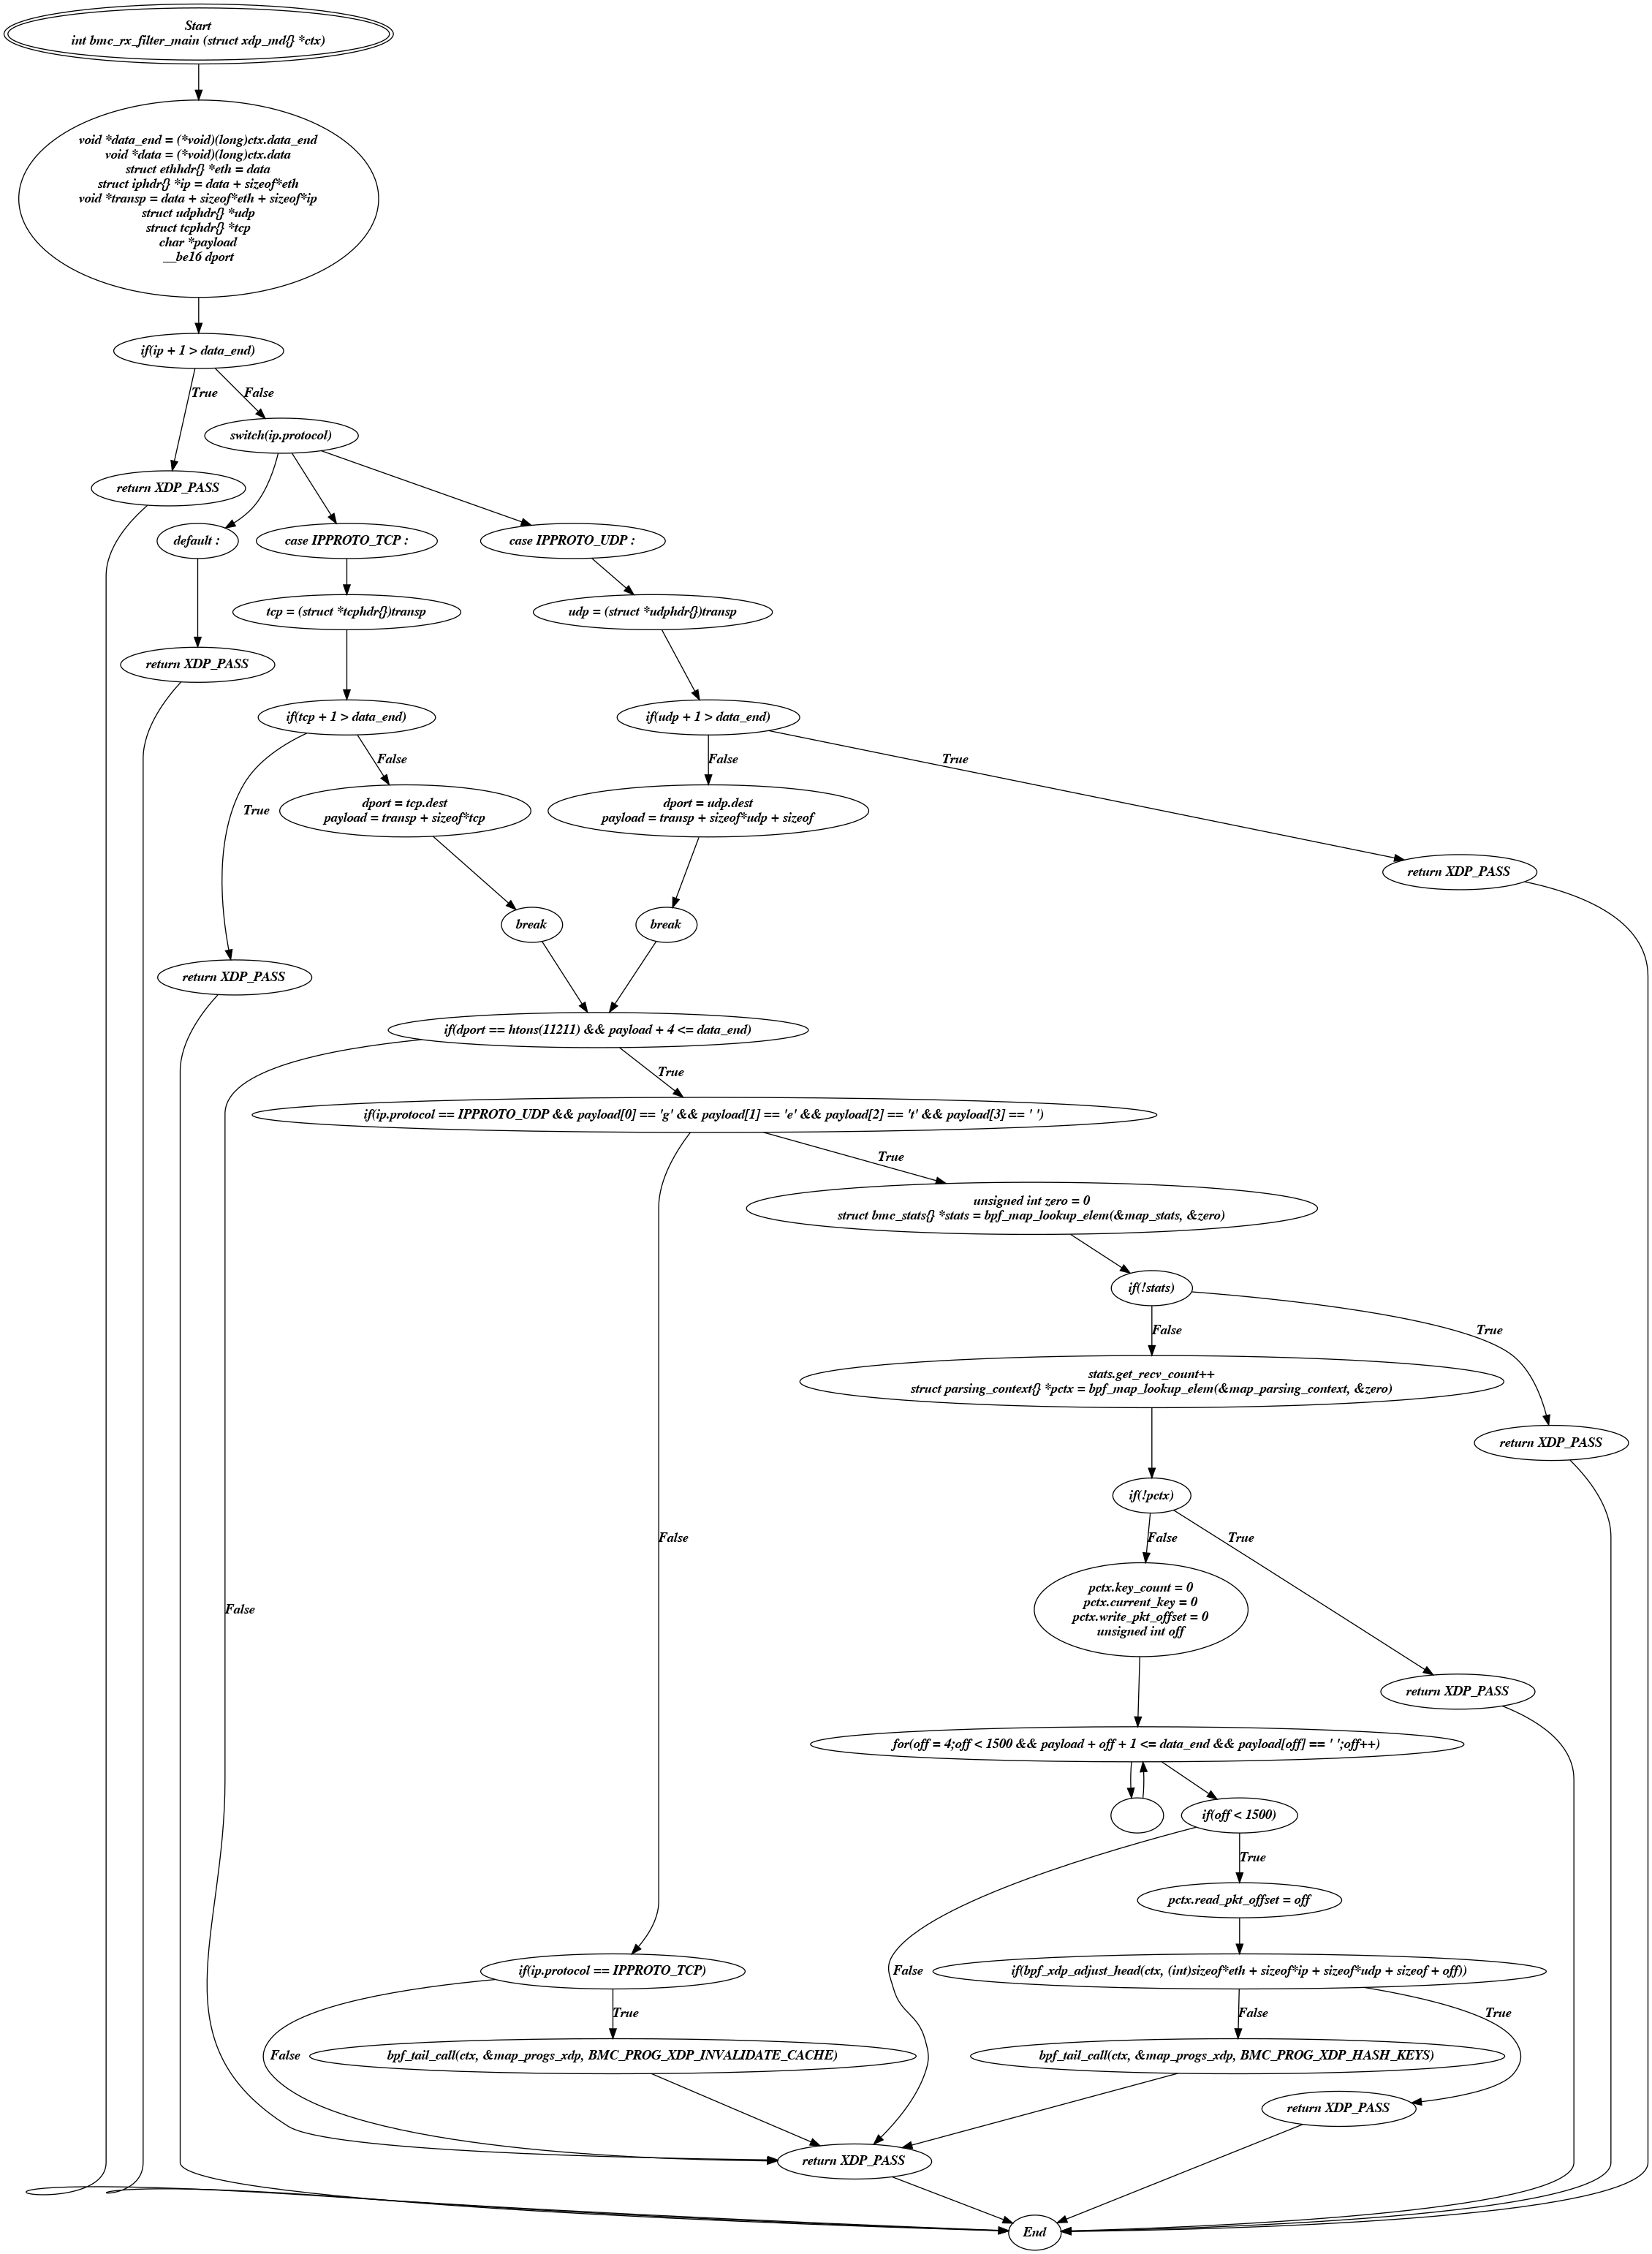 Start
int bmc_rx_filter_main (struct xdp_md{} *ctx)
void *data_end = (*void)(long)ctx.data_end
void *data = (*void)(long)ctx.data
struct ethhdr{} *eth = data
struct iphdr{} *ip = data + sizeof*eth
void *transp = data + sizeof*eth + sizeof*ip
struct udphdr{} *udp
struct tcphdr{} *tcp
char *payload
__be16 dport
if(ip + 1 > data_end)
True
False
switch(ip.protocol)
return XDP_PASS
default :
case IPPROTO_TCP :
case IPPROTO_UDP :
tcp = (struct *tcphdr{})transp
udp = (struct *udphdr{})transp
return XDP_PASS
if(tcp + 1 > data_end)
if(udp + 1 > data_end)
False
False
True
True
dport = tcp.dest
payload = transp + sizeof*tcp
dport = udp.dest
payload = transp + sizeof*udp + sizeof
return XDP_PASS
break
break
return XDP_PASS
if(dport == htons(11211) && payload + 4 <= data_end)
True
if(ip.protocol == IPPROTO_UDP && payload[0] == 'g' && payload[1] == 'e' && payload[2] == 't' && payload[3] == ' ')
True
unsigned int zero = 0
struct bmc_stats{} *stats = bpf_map_lookup_elem(&map_stats, &zero)
if(!stats)
False
True
stats.get_recv_count++
struct parsing_context{} *pctx = bpf_map_lookup_elem(&map_parsing_context, &zero)
return XDP_PASS
if(!pctx)
False
False
True
False
pctx.key_count = 0
pctx.current_key = 0
pctx.write_pkt_offset = 0
unsigned int off
return XDP_PASS
for(off = 4;off < 1500 && payload + off + 1 <= data_end && payload[off] == ' ';off++)
if(off < 1500)
True
pctx.read_pkt_offset = off
False
if(ip.protocol == IPPROTO_TCP)
if(bpf_xdp_adjust_head(ctx, (int)sizeof*eth + sizeof*ip + sizeof*udp + sizeof + off))
True
False
True
False
bpf_tail_call(ctx, &map_progs_xdp, BMC_PROG_XDP_INVALIDATE_CACHE)
bpf_tail_call(ctx, &map_progs_xdp, BMC_PROG_XDP_HASH_KEYS)
return XDP_PASS
return XDP_PASS
End